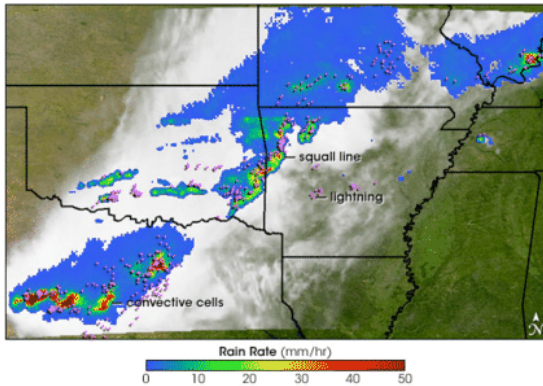 squall line
lightning
convective cells
N
Rain Rate (mm/hr)
0 10 20 30 40 50